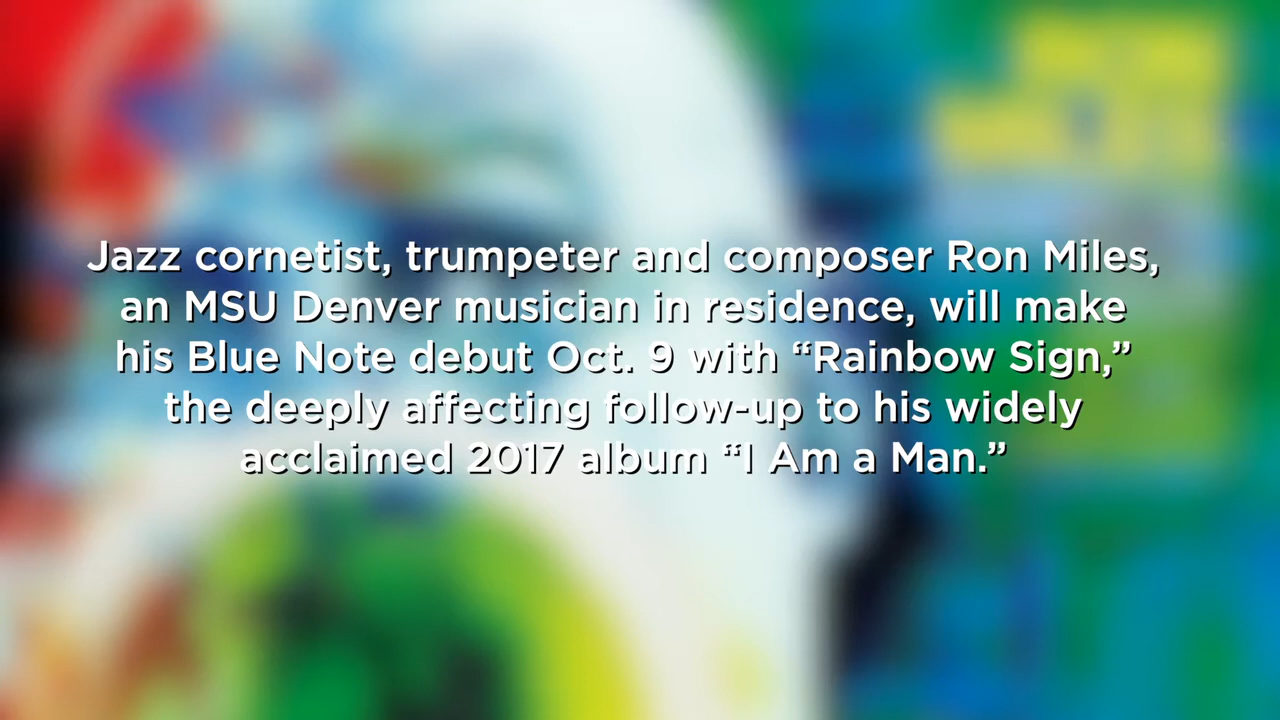 Jazz cornetist, trumpeter and composer Ron Miles,
an MSU Denver musician in residence, will make
his Blue Note debut Oct. 9 with “Rainbow Sign,”
the deeply affecting follow-up to his widely
acclaimed 2017 album “I Am a Man.”